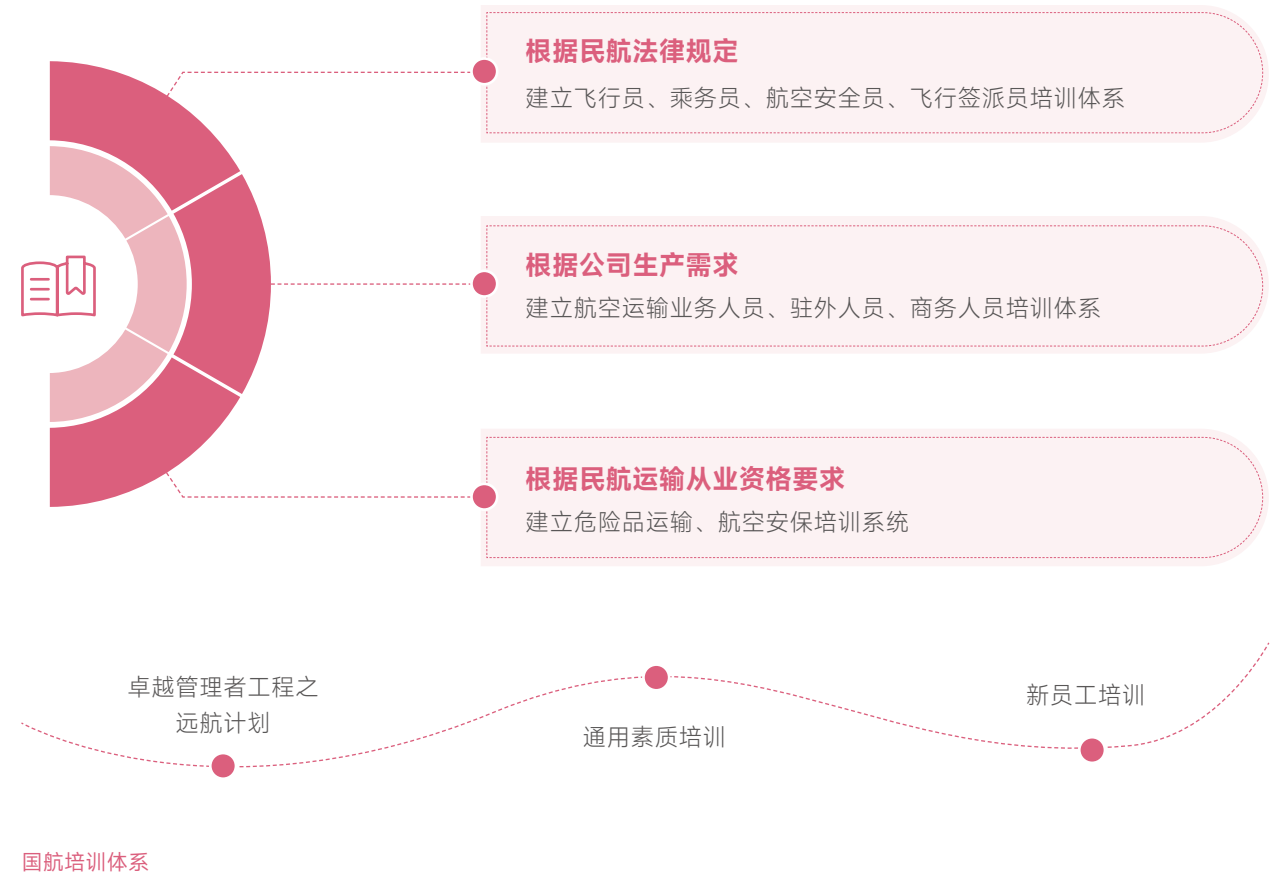 根据民航法律规定
建立飞行员、乘务员、航空安全员、飞行签派员培训体系
根据公司生产需求
建立航空运输业务人员、驻外人员、商务人员培训体系
根据民航运输从业资格要求
建立危险品运输、航空安保培训系统
卓越管理者工程之
远航计划
通用素质培训
新员工培训
国航培训体系